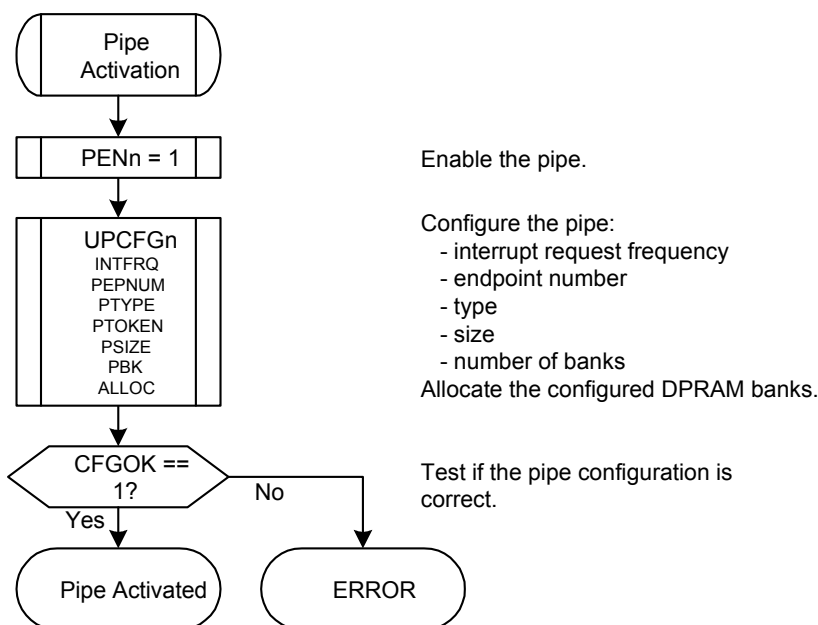 Pipe
Activation
PENn = 1
Enable the pipe.
UPCFGn
INTFRQ
PEPNUM
PTYPE
PTOKEN
PSIZE
PBK
ALLOC
Configure the pipe:
- interrupt request frequency
- endpoint number
- type
- size
- number of banks
Allocate the configured DPRAM banks.
CFGOK ==
1?
Test if the pipe configuration is
correct.
No
Yes
Pipe Activated
ERROR